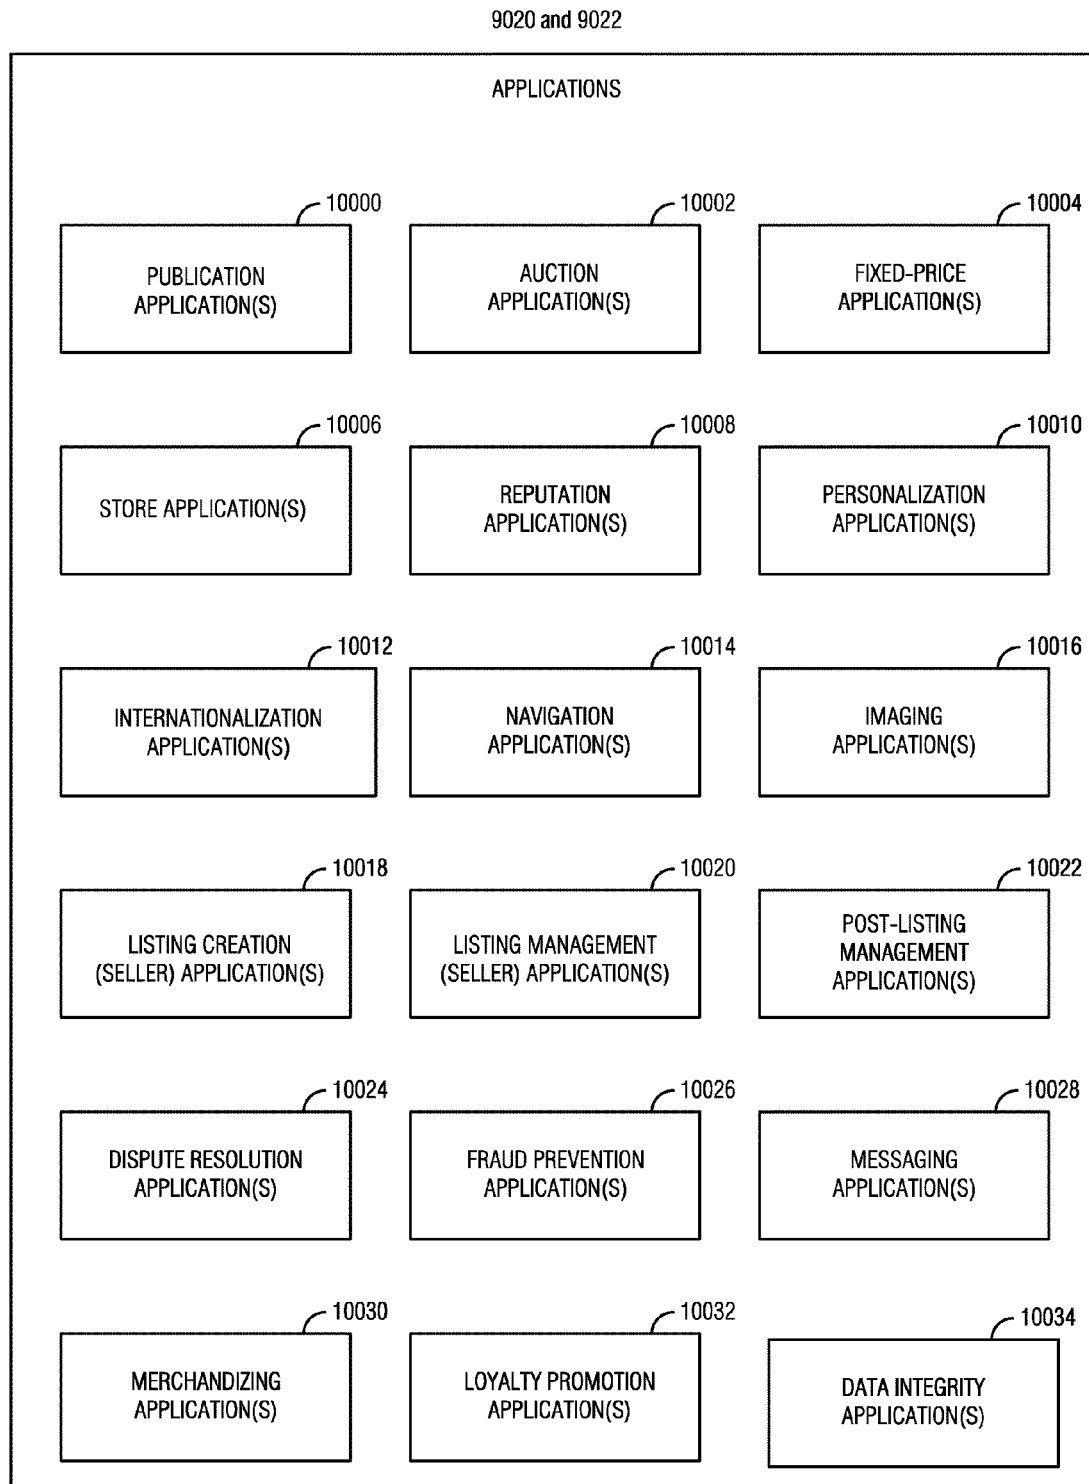 9020 and 9022
APPLICATIONS
10000
PUBLICATION
APPLICATION(S)
10002
AUCTION
APPLICATION(S)
10004
FIXED-PRICE
APPLICATION(S)
10006
STORE APPLICATION(S)
10008
REPUTATION
APPLICATION(S)
10010
PERSONALIZATION
APPLICATION(S)
10012
INTERNATIONALIZATION
APPLICATION(S)
10014
NAVIGATION
APPLICATION(S)
10016
IMAGING
APPLICATION(S)
10018
LISTING CREATION
(SELLER) APPLICATION(S)
10020
LISTING MANAGEMENT
(SELLER) APPLICATION(S)
10022
POST-LISTING
MANAGEMENT
APPLICATION(S)
10024
DISPUTE RESOLUTION
APPLICATION(S)
10026
FRAUD PREVENTION
APPLICATION(S)
10028
MESSAGING
APPLICATION(S)
10030
MERCHANDIZING
APPLICATION(S)
10032
LOYALTY PROMOTION
APPLICATION(S)
10034
DATA INTEGRITY
APPLICATION(S)